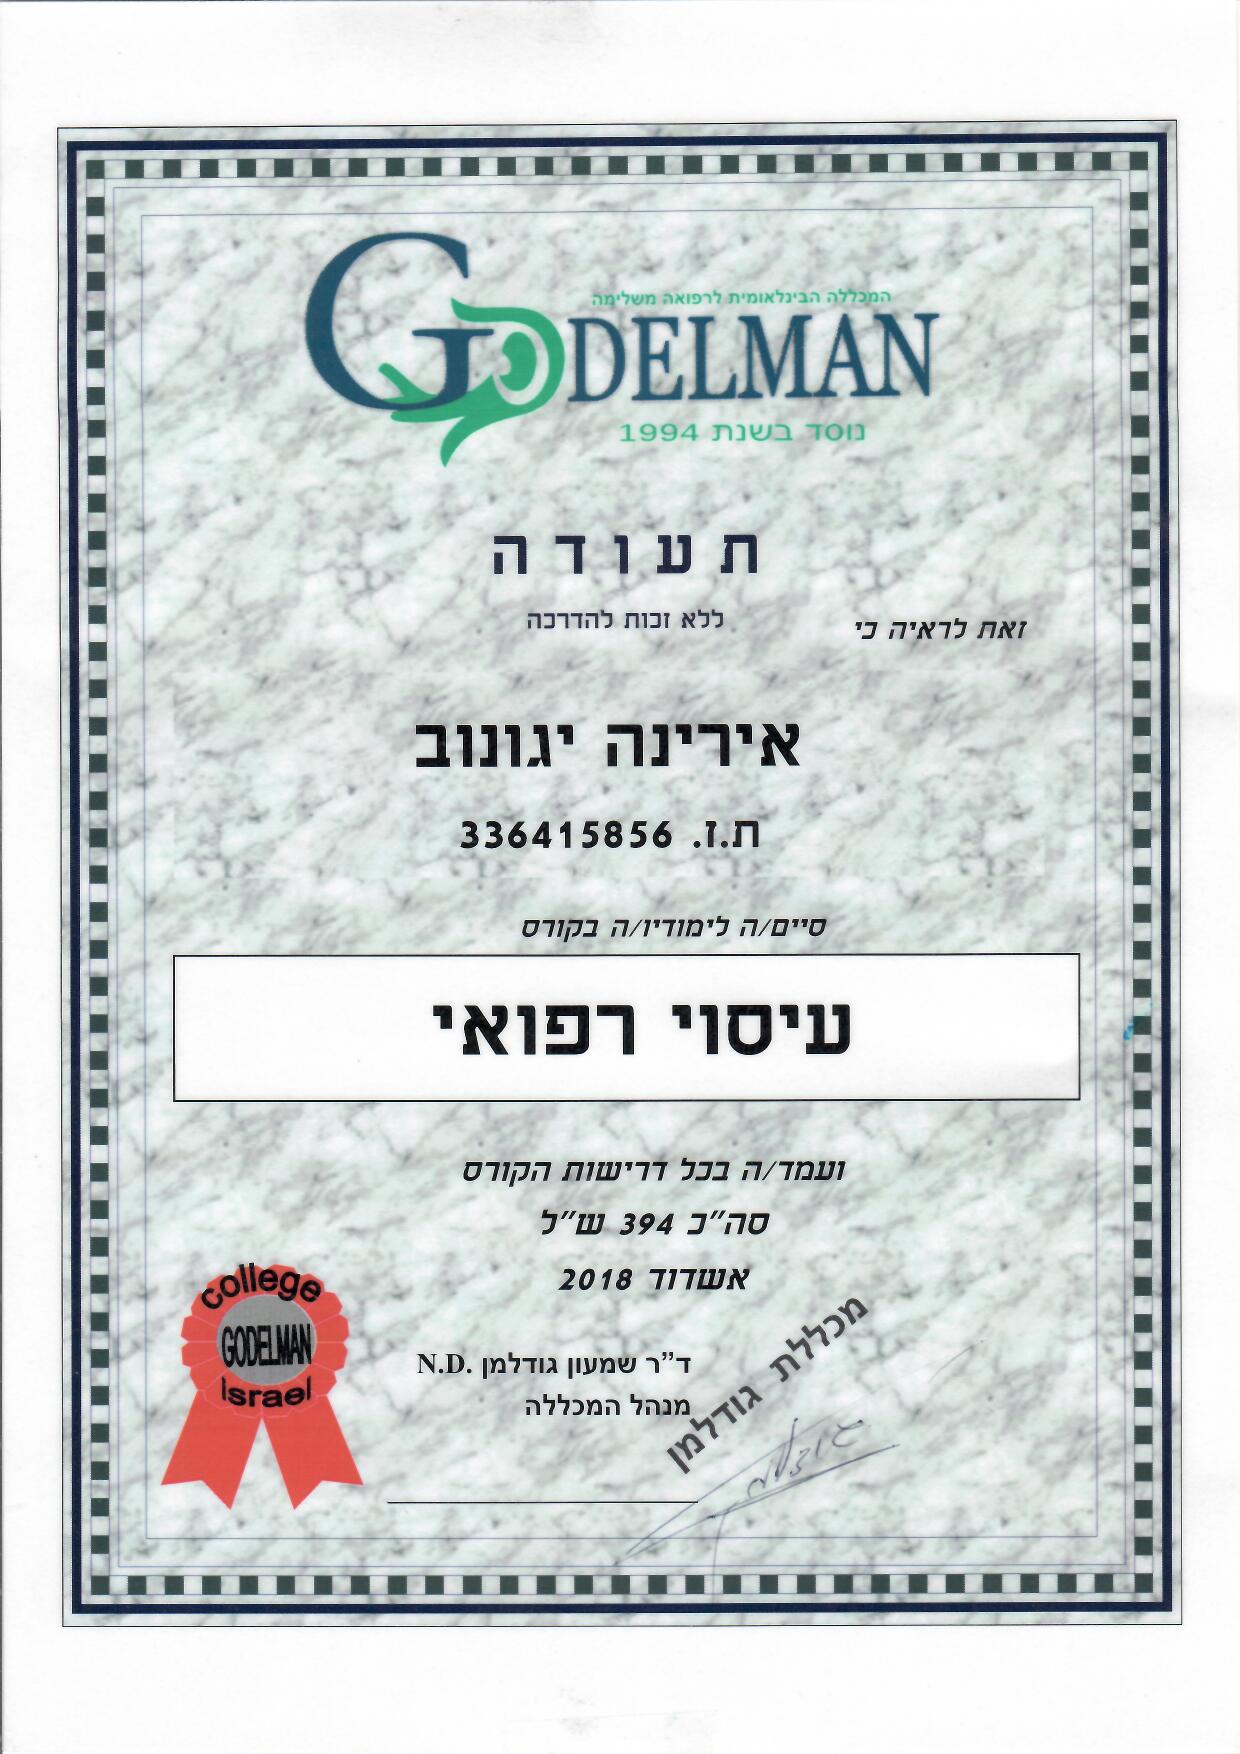 המכללה הבינלאומית לרפואה משלימה
GODELMAN
נוסד בשנת 1994
תעודה
ללא זכות להדרכה
זאת לראיה כי
אירינה יגונוב
ת.ז. 336415856
סיים/ה לימודיו/ה בקורס
עיסוי רפואי
ועמד/ה בכל דרישות הקורס
סה"כ 394 ש"ל
אשדוד 2018
college
GODELMAN
Israel
ד"ר שמעון גודלמן N.D.
מנהל המכללה
מכללת גודלמן